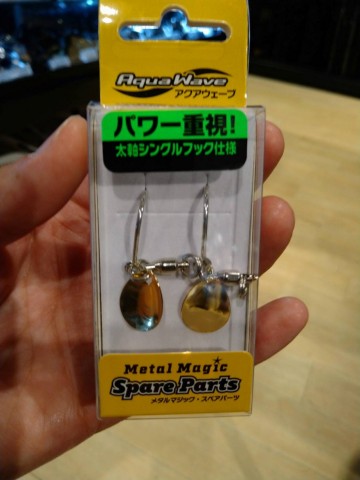 AquaWave
アクアウェーブ
パワー重視!
太軸シングルフック仕様
Metal Magic
Spare Parts
メタルマジック・スペアパーツ